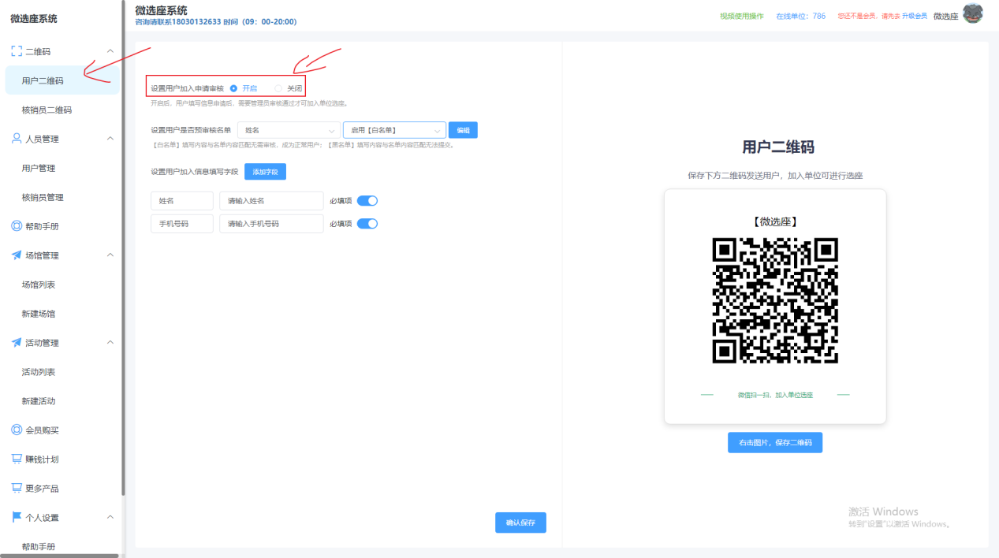 微选座系统
二维码
用户二维码
核销员二维码
人员管理
用户管理
核销员管理
帮助手册
场馆管理
场馆列表
新建场馆
活动管理
活动列表
新建活动
会员购买
赚钱计划
更多产品
个人设置
帮助手册
微选座系统
咨询请联系18030132633 时间（09：00-20:00）
视频使用操作 在线单位：786 您还不是会员，请先去 升级会员 微选座
设置用户加入申请审核 开启 关闭
开启后，用户填写信息申请后，需要管理员审核通过才可加入单位选座。
设置用户是否预审核名单 姓名 启用【白名单】 编辑
【白名单】填写内容与名单内容匹配无需审核，成为正常用户；【黑名单】填写内容与名单内容匹配无法提交。
设置用户加入信息填写字段 添加字段
姓名 请输入姓名 必填项
手机号码 请输入手机号码 必填项
确认保存
用户二维码
保存下方二维码发送用户，加入单位可进行选座
【微选座】
微信扫一扫，加入单位选座
右击图片，保存二维码
激活 Windows
转到"设置"以激活 Windows。